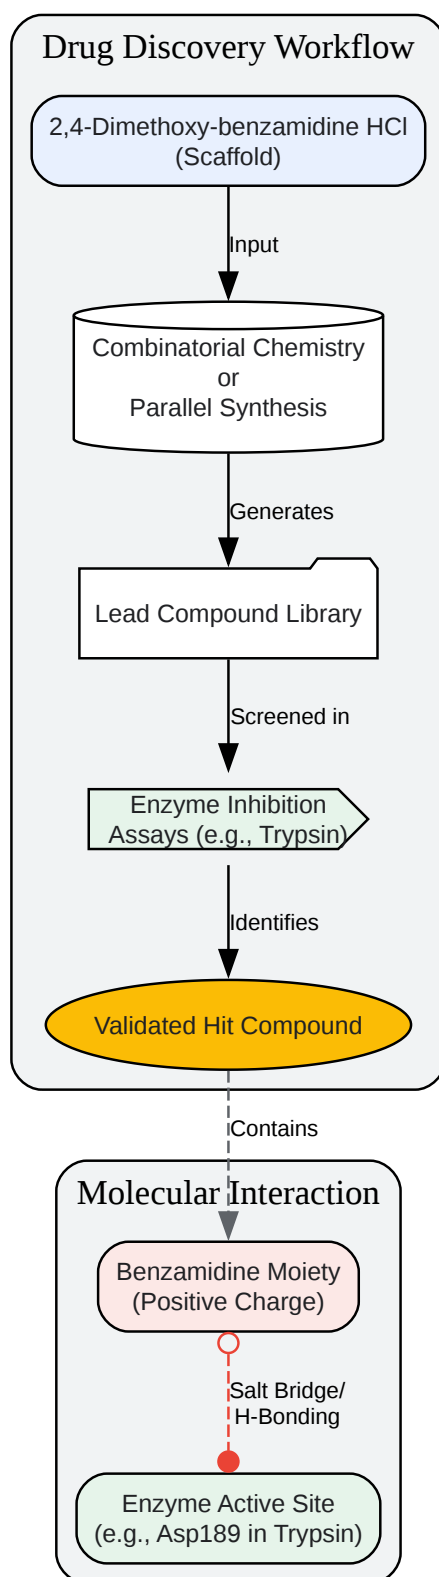 Drug Discovery Workflow
2,4-Dimethoxy-benzamidine HCl
(Scaffold)
Input
Combinatorial Chemistry
or
Parallel Synthesis
Generates
Lead Compound Library
Screened in
Enzyme Inhibition
Assays (e.g., Trypsin)
Identifies
Validated Hit Compound
Contains
Molecular Interaction
Benzamidine Moiety
(Positive Charge)
Salt Bridge/
H-Bonding
Enzyme Active Site
(e.g., Asp189 in Trypsin)